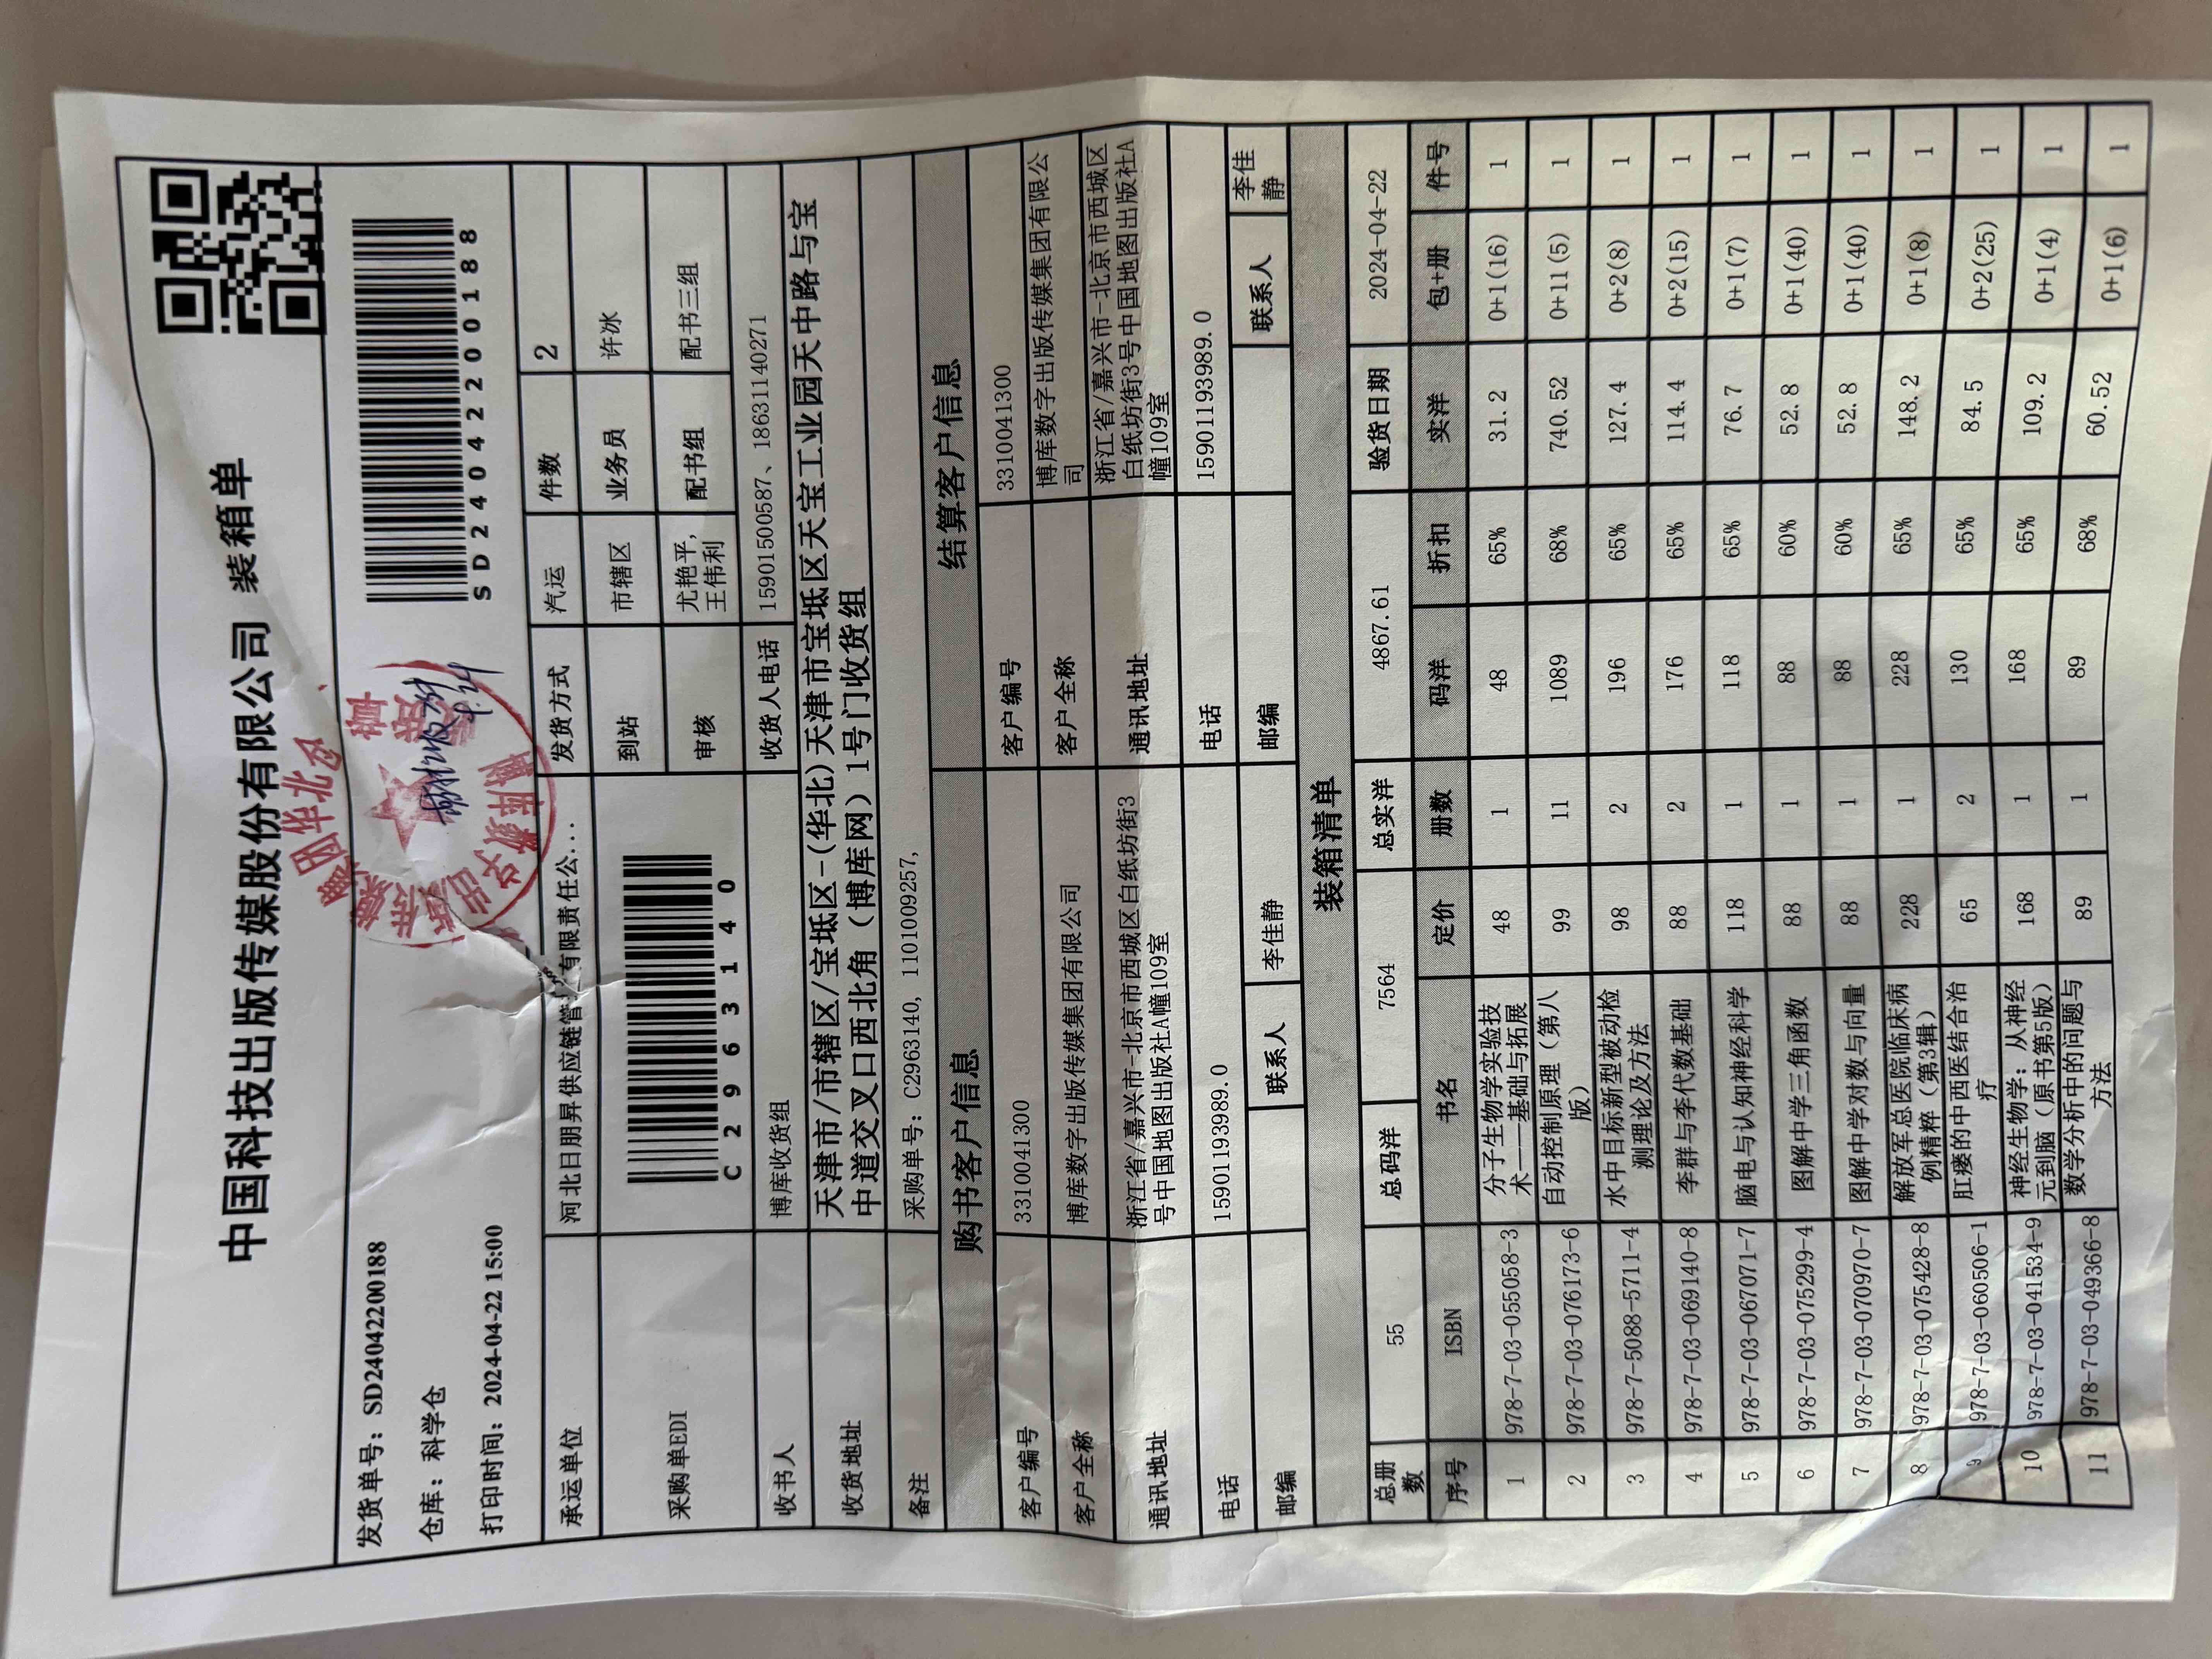 中国科技出版传媒股份有限公司 装箱单
发货单号：SD24042200188
仓库：科学仓
打印时间：2024-04-22 15:00
SD24042200188
集团华北区
博库数字出版传媒
4.24
承运单位 河北日朋昇供应链管 有限责任公... 发货方式 汽运 件数 2
采购单EDI C2963140 到站 市辖区 业务员 许冰
审核 尤艳平, 王伟利 配书组 配书三组
收书人 博库收货组 收货人电话 15901500587、18631140271
收货地址 天津市/市辖区/宝坻区-(华北)天津市宝坻区天宝工业园天中路与宝
中道交叉口西北角（博库网）1号门收货组
备注 采购单号：C2963140, 1101009257,
购书客户信息 结算客户信息
客户编号 3310041300 客户编号 3310041300
客户全称 博库数字出版传媒集团有限公司 客户全称 博库数字出版传媒集团有限公
司
通讯地址 浙江省/嘉兴市-北京市西城区白纸坊街3
号中国地图出版社A幢109室
通讯地址 浙江省/嘉兴市-北京市西城区
白纸坊街3号中国地图出版社A
幢109室
电话 15901193989.0 电话 15901193989.0
邮编 联系人 李佳静 邮编 联系人 李佳
静
装箱清单
总册
数 55 总码洋 7564 总实洋 4867.61 验货日期 2024-04-22
序号 ISBN 书名 定价 册数 码洋 折扣 实洋 包+册 件号
1 978-7-03-055058-3 分子生物学实验技
术——基础与拓展 48 1 48 65% 31.2 0+1(16) 1
2 978-7-03-076173-6 自动控制原理（第八
版） 99 11 1089 68% 740.52 0+11(5) 1
3 978-7-5088-5711-4 水中目标新型被动检
测理论及方法 98 2 196 65% 127.4 0+2(8) 1
4 978-7-03-069140-8 李群与李代数基础 88 2 176 65% 114.4 0+2(15) 1
5 978-7-03-067071-7 脑电与认知神经科学 118 1 118 65% 76.7 0+1(7) 1
6 978-7-03-075299-4 图解中学三角函数 88 1 88 60% 52.8 0+1(40) 1
7 978-7-03-070970-7 图解中学对数与向量 88 1 88 60% 52.8 0+1(40) 1
8 978-7-03-075428-8 解放军总医院临床病
例精粹（第3辑） 228 1 228 65% 148.2 0+1(8) 1
9 978-7-03-060506-1 肛瘘的中西医结合治
疗 65 2 130 65% 84.5 0+2(25) 1
10 978-7-03-041534-9 神经生物学：从神经
元到脑（原书第5版） 168 1 168 65% 109.2 0+1(4) 1
11 978-7-03-049366-8 数学分析中的问题与
方法 89 1 89 68% 60.52 0+1(6) 1